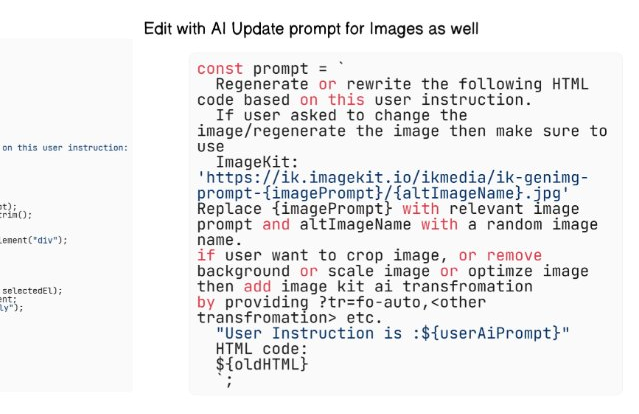 Edit with AI Update prompt for Images as well
on this user instruction:
t);
rim();
ement("div");
selectedEl);
ent;
ly");
const prompt = `
Regenerate or rewrite the following HTML
code based on this user instruction.
If user asked to change the
image/regenerate the image then make sure to
use
ImageKit:
'https://ik.imagekit.io/ikmedia/ik-genimg-
prompt-{imagePrompt}/{altImageName}.jpg'
Replace {imagePrompt} with relevant image
prompt and altImageName with a random image
name.
if user want to crop image, or remove
background or scale image or optimze image
then add image kit ai transfromation
by providing ?tr=fo-auto,<other
transfromation> etc.
"User Instruction is :${userAiPrompt}"
HTML code:
${oldHTML}
`;